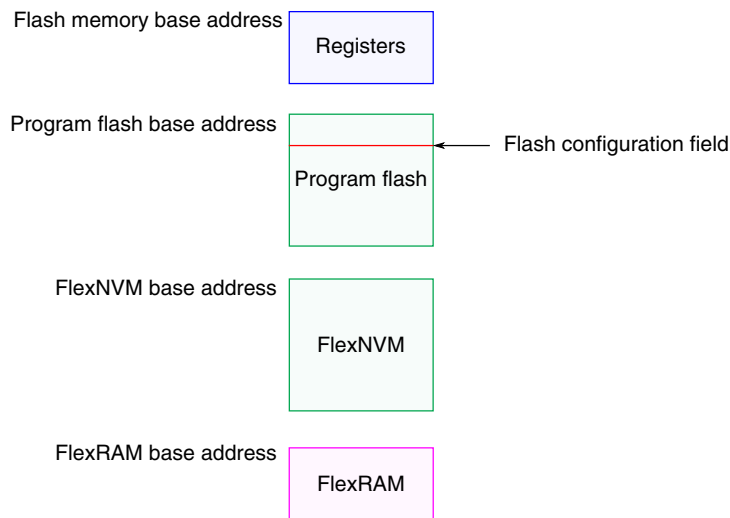 Flash memory base address
Registers
Program flash base address
Flash configuration field
Program flash
FlexNVM base address
FlexNVM
FlexRAM base address
FlexRAM